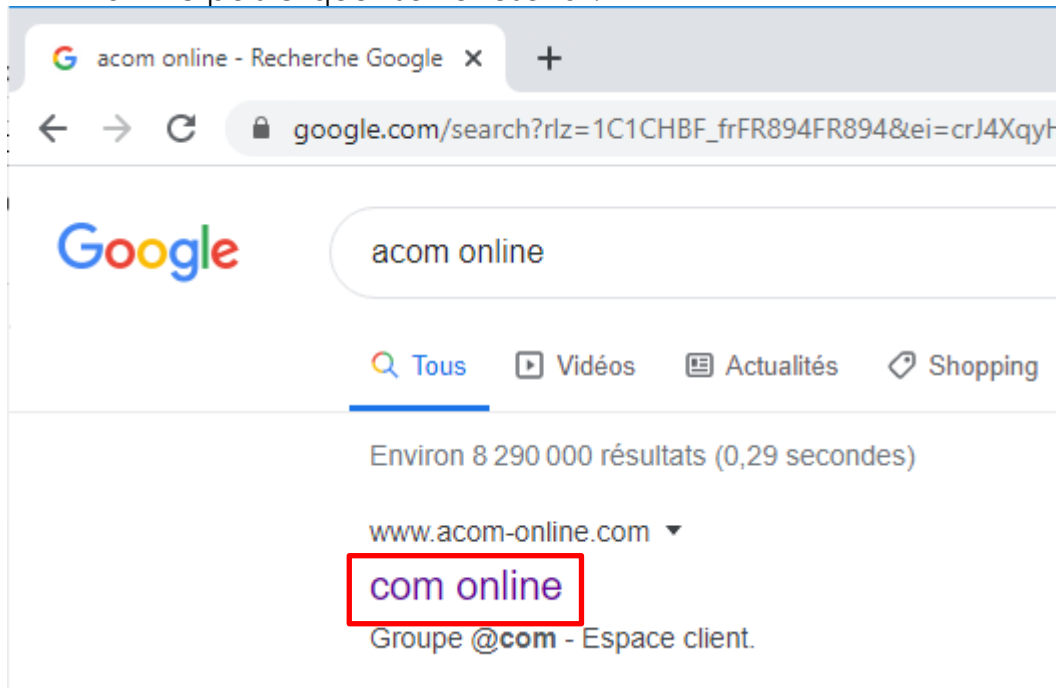 acom online - Recherche Google
google.com/search?rlz=1C1CHBF_frFR894FR894&ei=crJ4Xqy
Google
acom online
Tous Vidéos Actualités Shopping
Environ 8 290 000 résultats (0,29 secondes)
www.acom-online.com
com online
Groupe @com - Espace client.